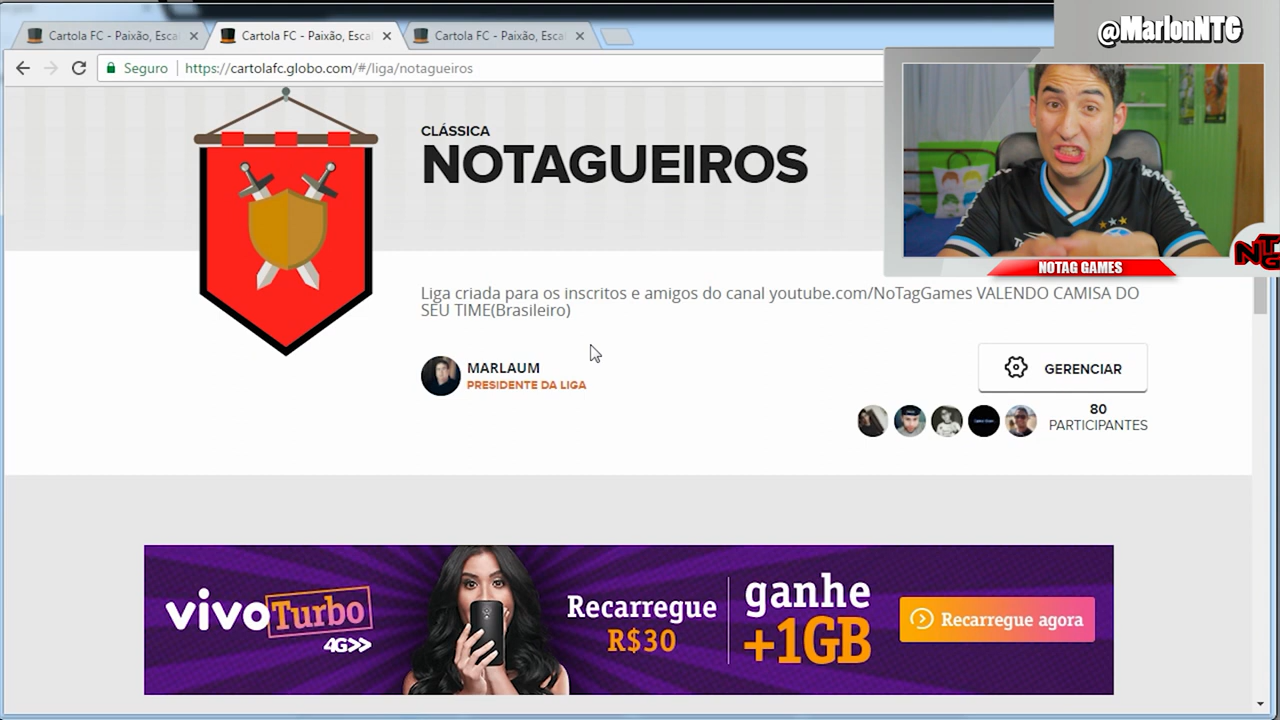 Cartola FC - Paixão, Escal
Cartola FC - Paixão, Escal
Cartola FC - Paixão, Escal
@MarlonNTG
Seguro
https://cartolafc.globo.com/#/liga/notagueiros
CLÁSSICA
NOTAGUEIROS
NTG
NOTAG GAMES
Liga criada para os inscritos e amigos do canal youtube.com/NoTagGames VALENDO CAMISA DO
SEU TIME(Brasileiro)
MARLAUM
PRESIDENTE DA LIGA
GERENCIAR
80
PARTICIPANTES
vivo Turbo
4G>>
Recarregue
R$30
ganhe
+1GB
Recarregue agora